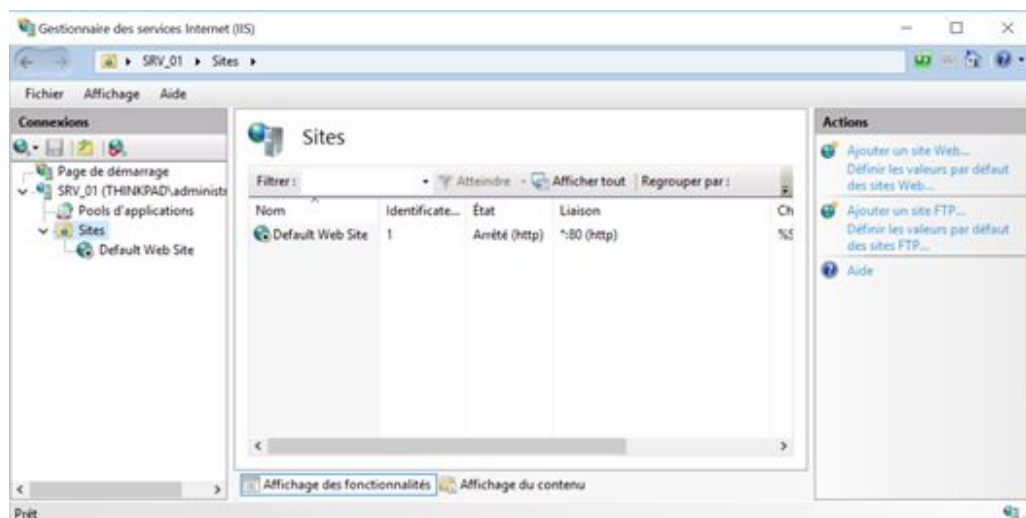 Gestionnaire des services Internet (IIS)
SRV_01 ▸ Sites ▸
Fichier Affichage Aide
Connexions
Page de démarrage
SRV_01 (THINKPAD\administr
Pools d'applications
Sites
Default Web Site
Sites
Filtrer : Atteindre Afficher tout Regrouper par :
Nom Identificate... État Liaison Ch
Default Web Site 1 Arrêté (http) *:80 (http) %S
Affichage des fonctionnalités Affichage du contenu
Actions
Ajouter un site Web...
Définir les valeurs par défaut
des sites Web...
Ajouter un site FTP...
Définir les valeurs par défaut
des sites FTP...
Aide
Prêt